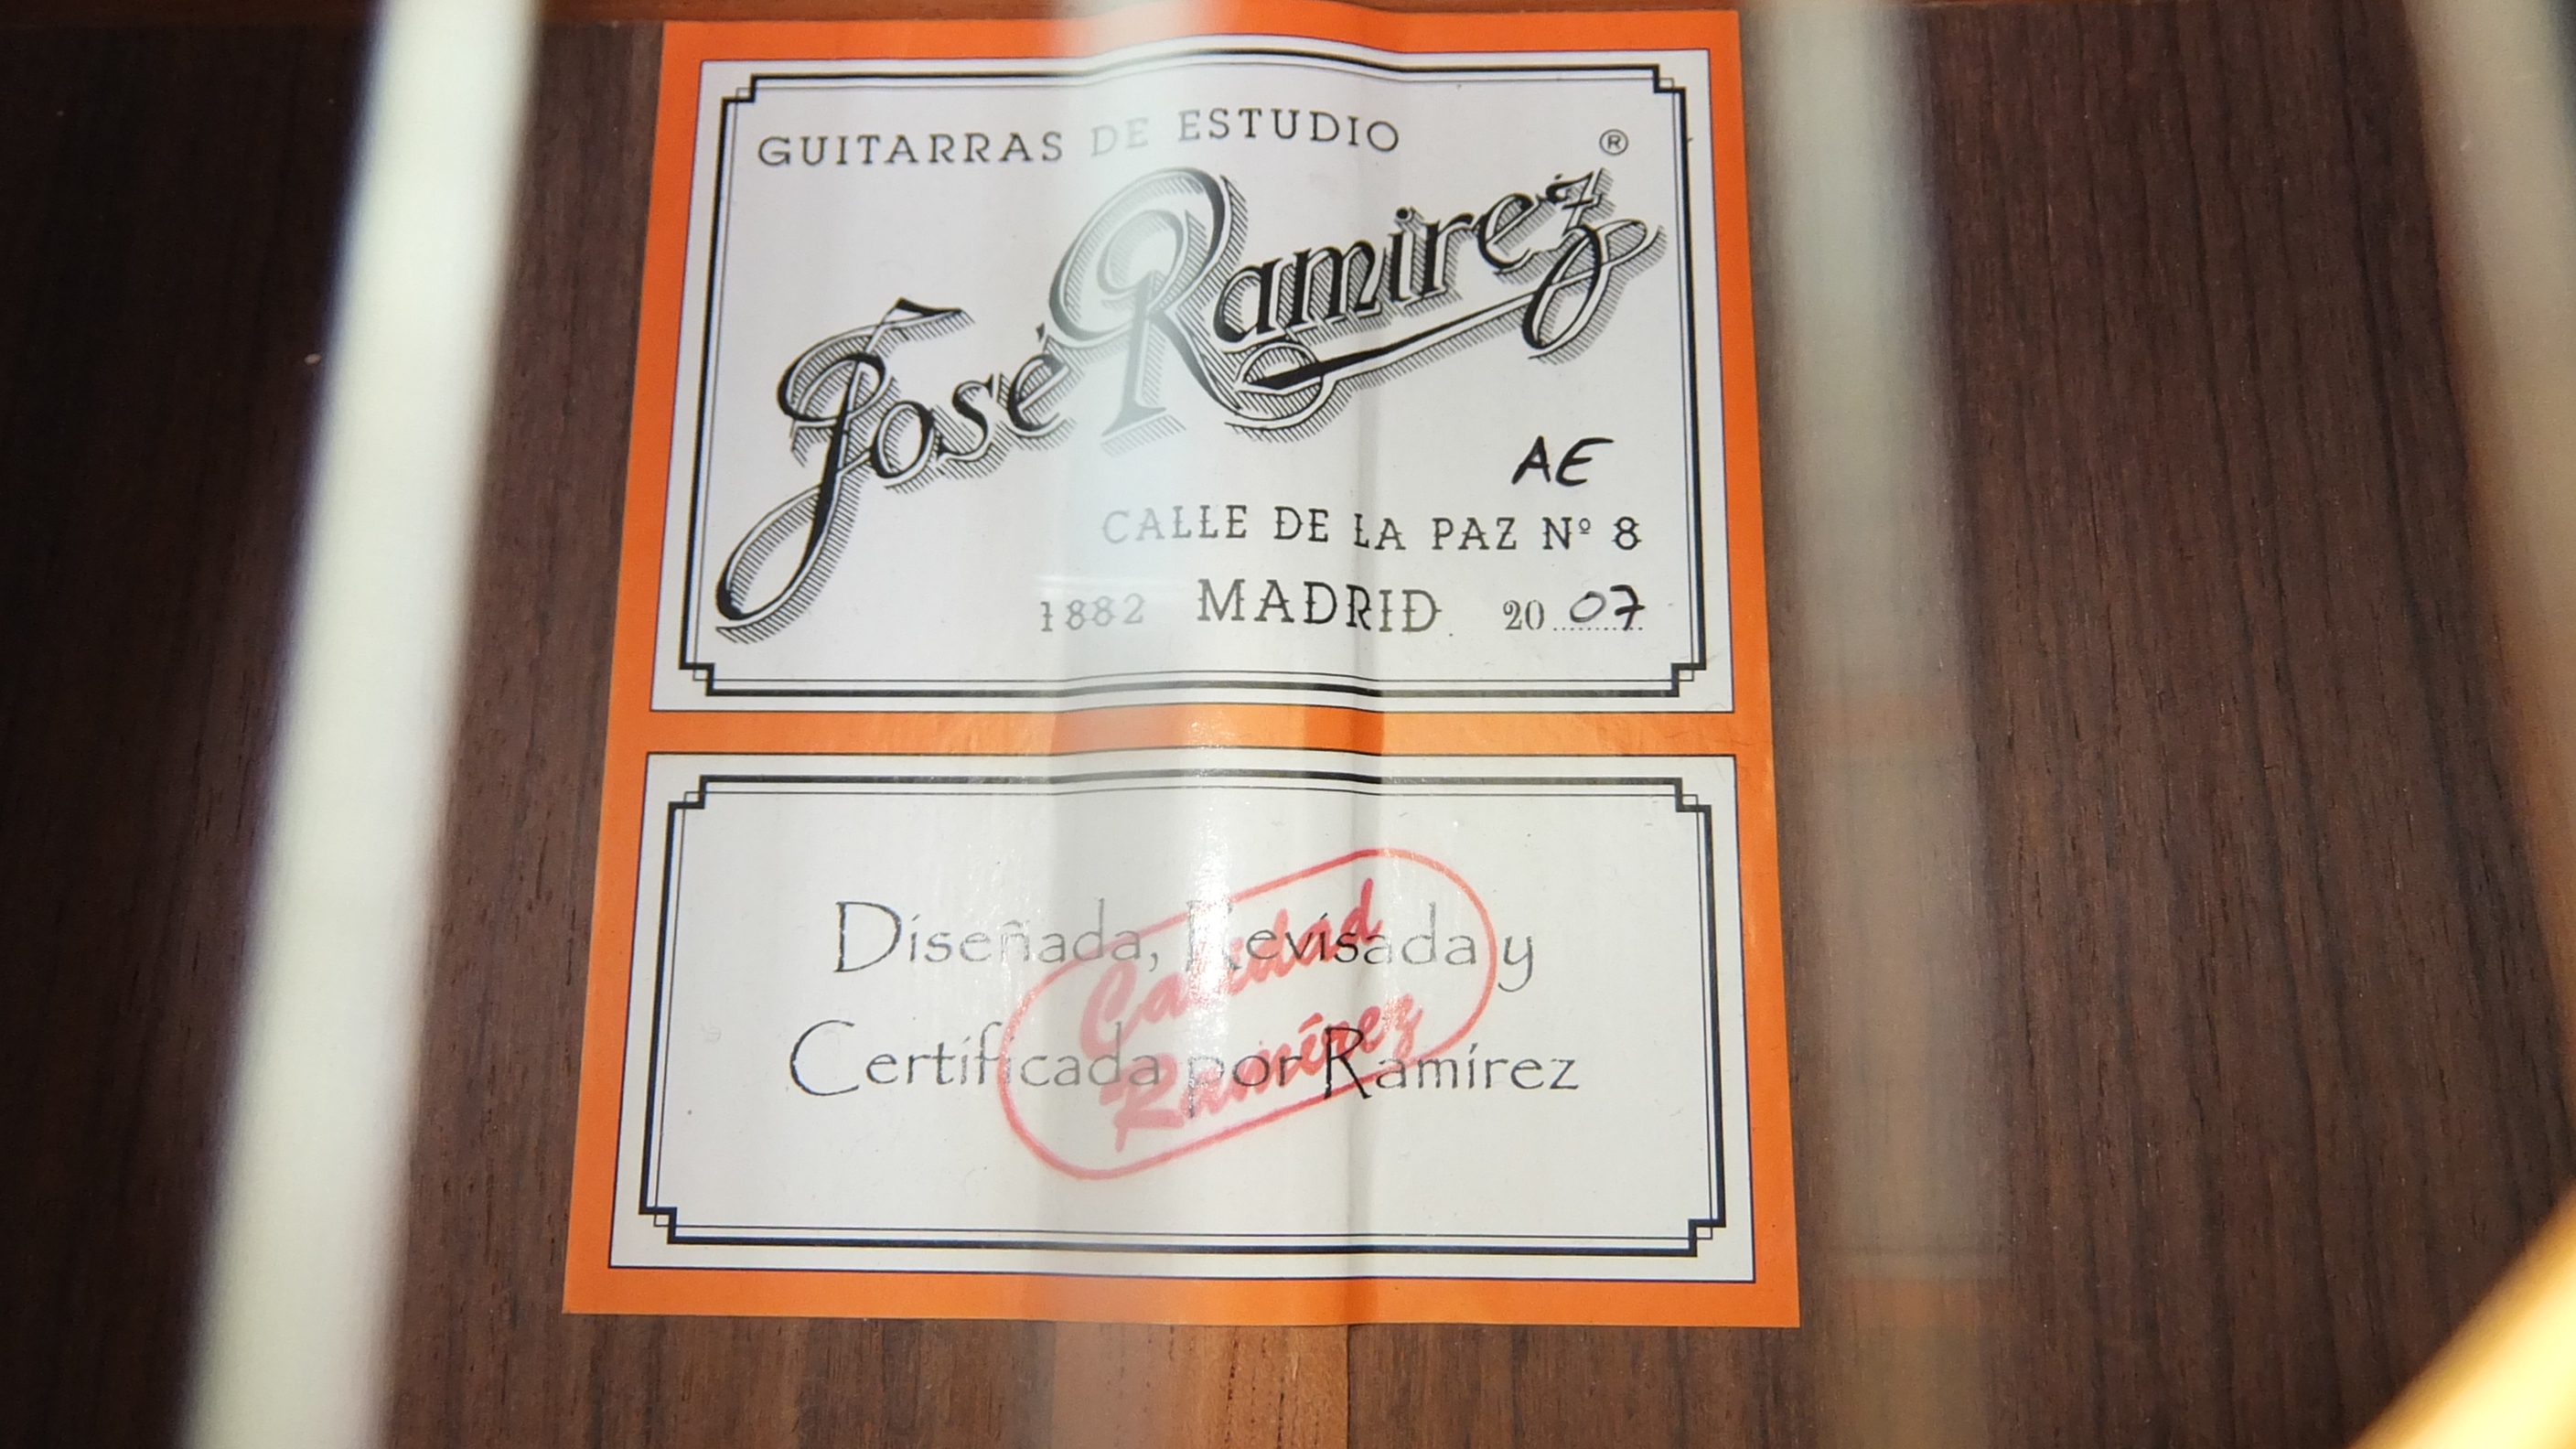 GUITARRAS DE ESTUDIO
®
José Ramírez
AE
CALLE DE LA PAZ Nº 8
1882 MADRID 20 07
Diseñada, Revisada y
Certificada por Ramírez
Calidad
Ramírez